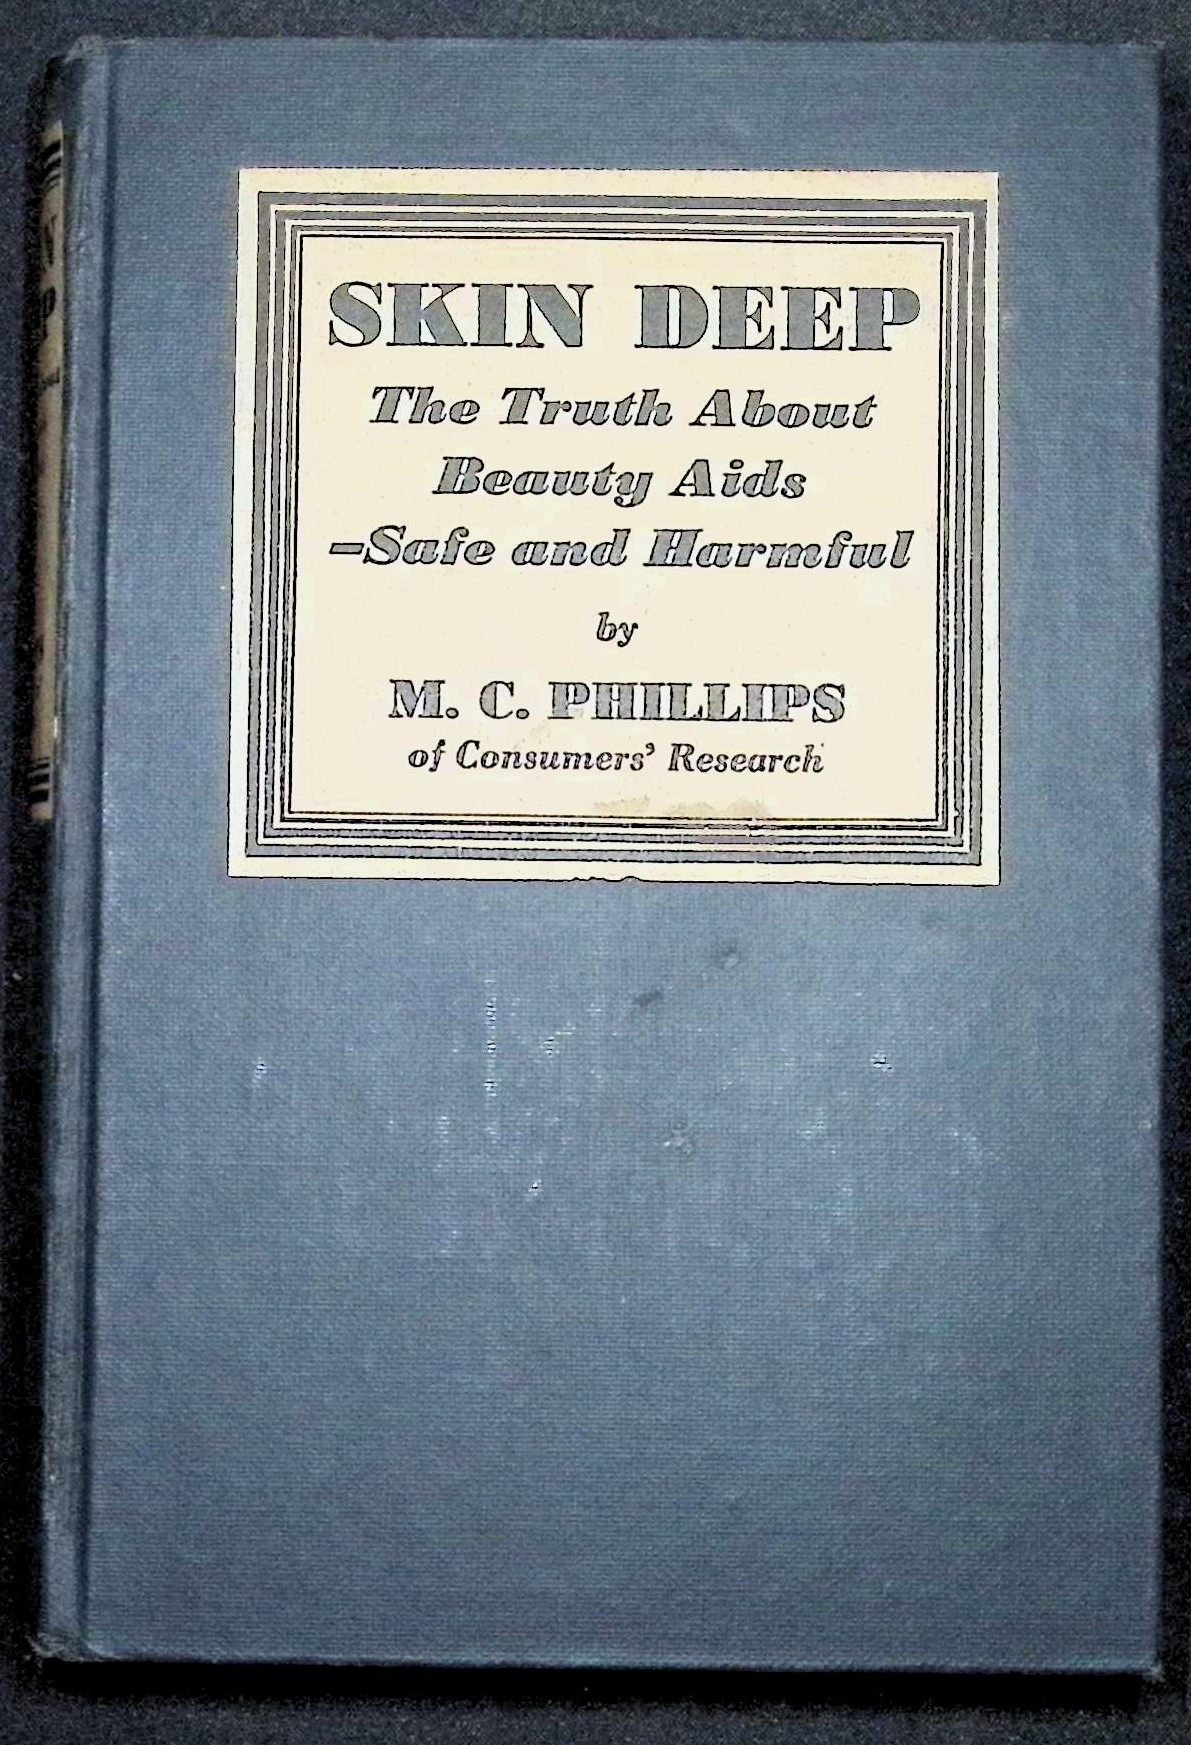 SKIN DEEP
The Truth About
Beauty Aids
–Safe and Harmful
by
M. C. PHILLIPS
of Consumers' Research